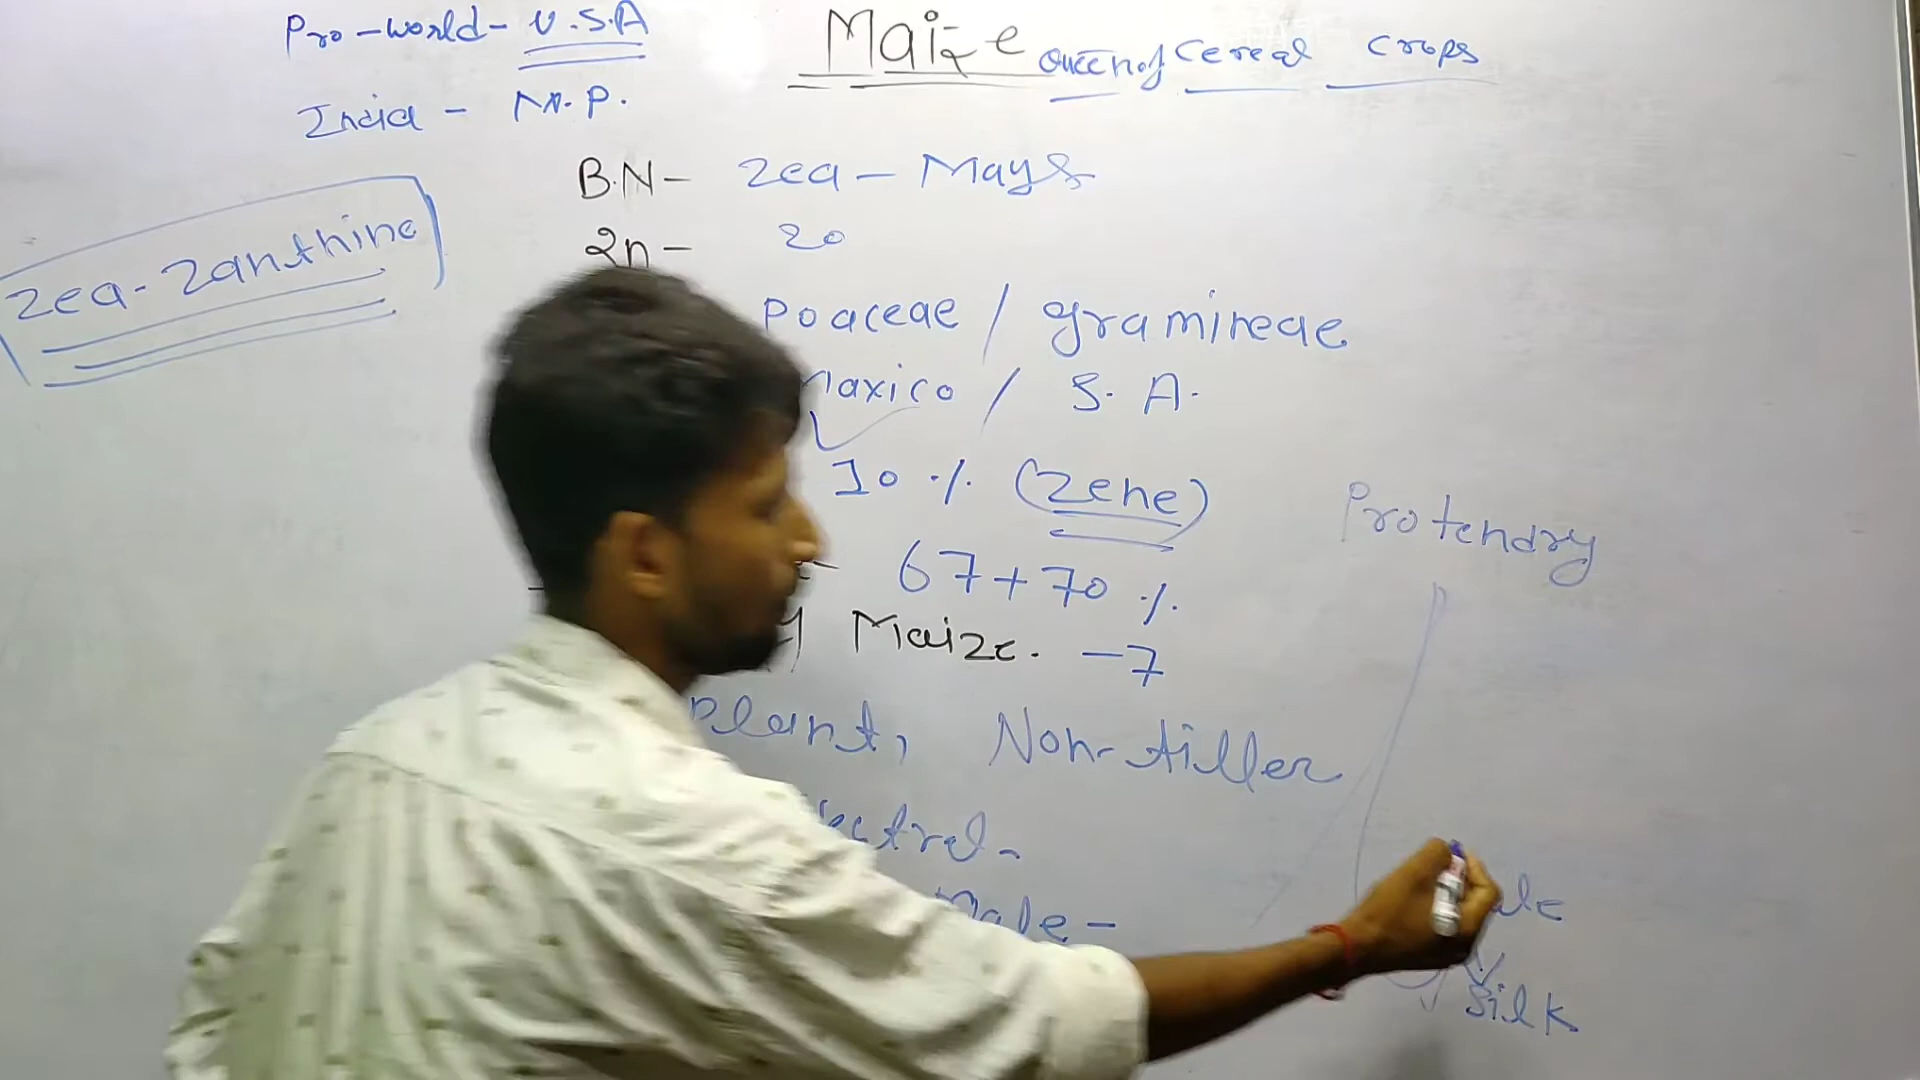 Pro-world- U.S.A
Maize Queen of Cereal crops
India - M.P.
B.N- Zea - Mays
2n- 20
Zea-Zanthine
Poaceae / gramineae
Maxico / S. A.
10 % (Zene)
Protendry
67+70 %
Maize. -7
Plant, Non-tiller
Male-
Silk